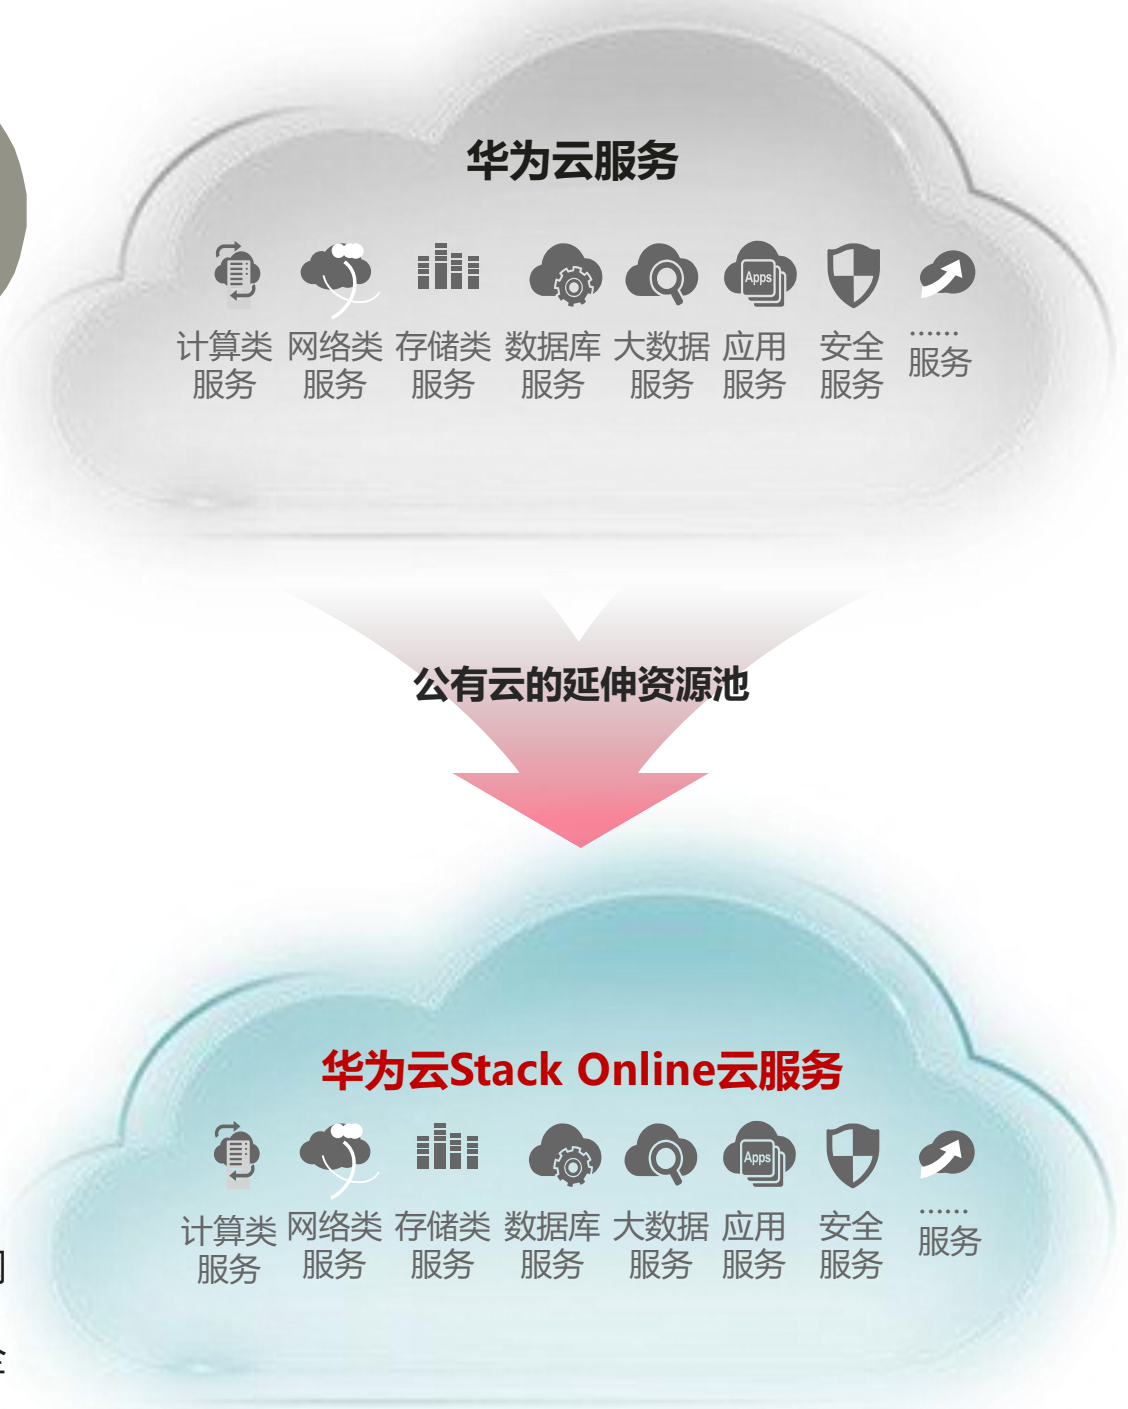 华为云服务
Apps
计算类 网络类 存储类 数据库 大数据 应用 安全 ......
服务 服务 服务 服务 服务 服务 服务 服务
公有云的延伸资源池
华为云Stack Online云服务
Apps
计算类 网络类 存储类 数据库 大数据 应用 安全 ......
服务 服务 服务 服务 服务 服务 服务 服务